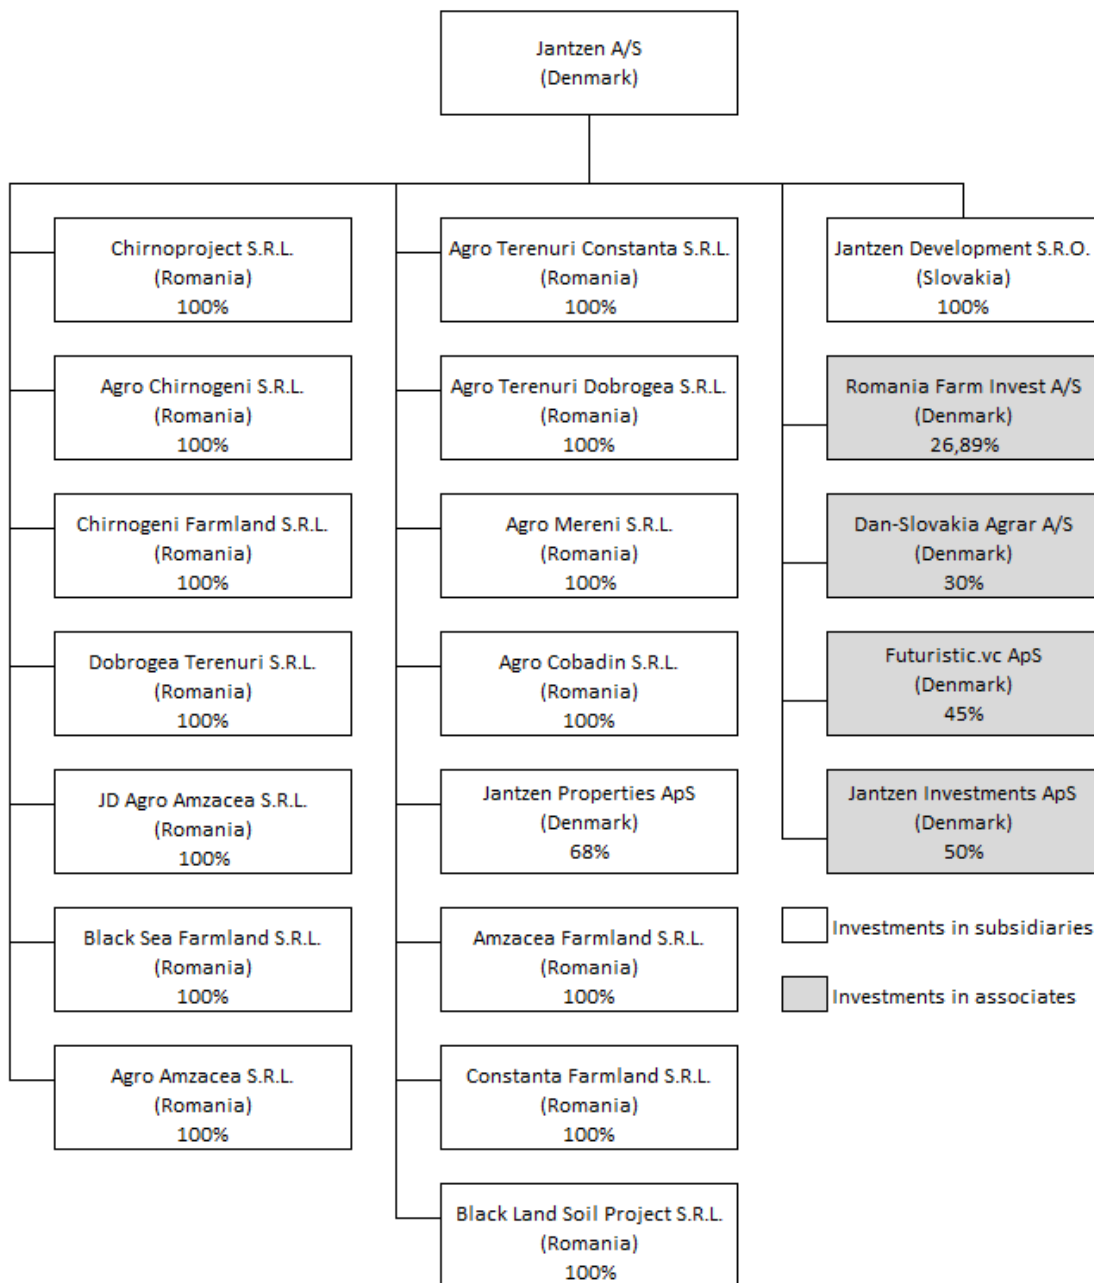 Jantzen A/S
(Denmark)
Chirnoproject S.R.L.
(Romania)
100%
Agro Chirnogeni S.R.L.
(Romania)
100%
Chirnogeni Farmland S.R.L.
(Romania)
100%
Dobrogea Terenuri S.R.L.
(Romania)
100%
JD Agro Amzacea S.R.L.
(Romania)
100%
Black Sea Farmland S.R.L.
(Romania)
100%
Agro Amzacea S.R.L.
(Romania)
100%
Agro Terenuri Constanta S.R.L.
(Romania)
100%
Agro Terenuri Dobrogea S.R.L.
(Romania)
100%
Agro Mereni S.R.L.
(Romania)
100%
Agro Cobadin S.R.L.
(Romania)
100%
Jantzen Properties ApS
(Denmark)
68%
Amzacea Farmland S.R.L.
(Romania)
100%
Constanta Farmland S.R.L.
(Romania)
100%
Black Land Soil Project S.R.L.
(Romania)
100%
Jantzen Development S.R.O.
(Slovakia)
100%
Romania Farm Invest A/S
(Denmark)
26,89%
Dan-Slovakia Agrar A/S
(Denmark)
30%
Futuristic.vc ApS
(Denmark)
45%
Jantzen Investments ApS
(Denmark)
50%
Investments in subsidiaries
Investments in associates